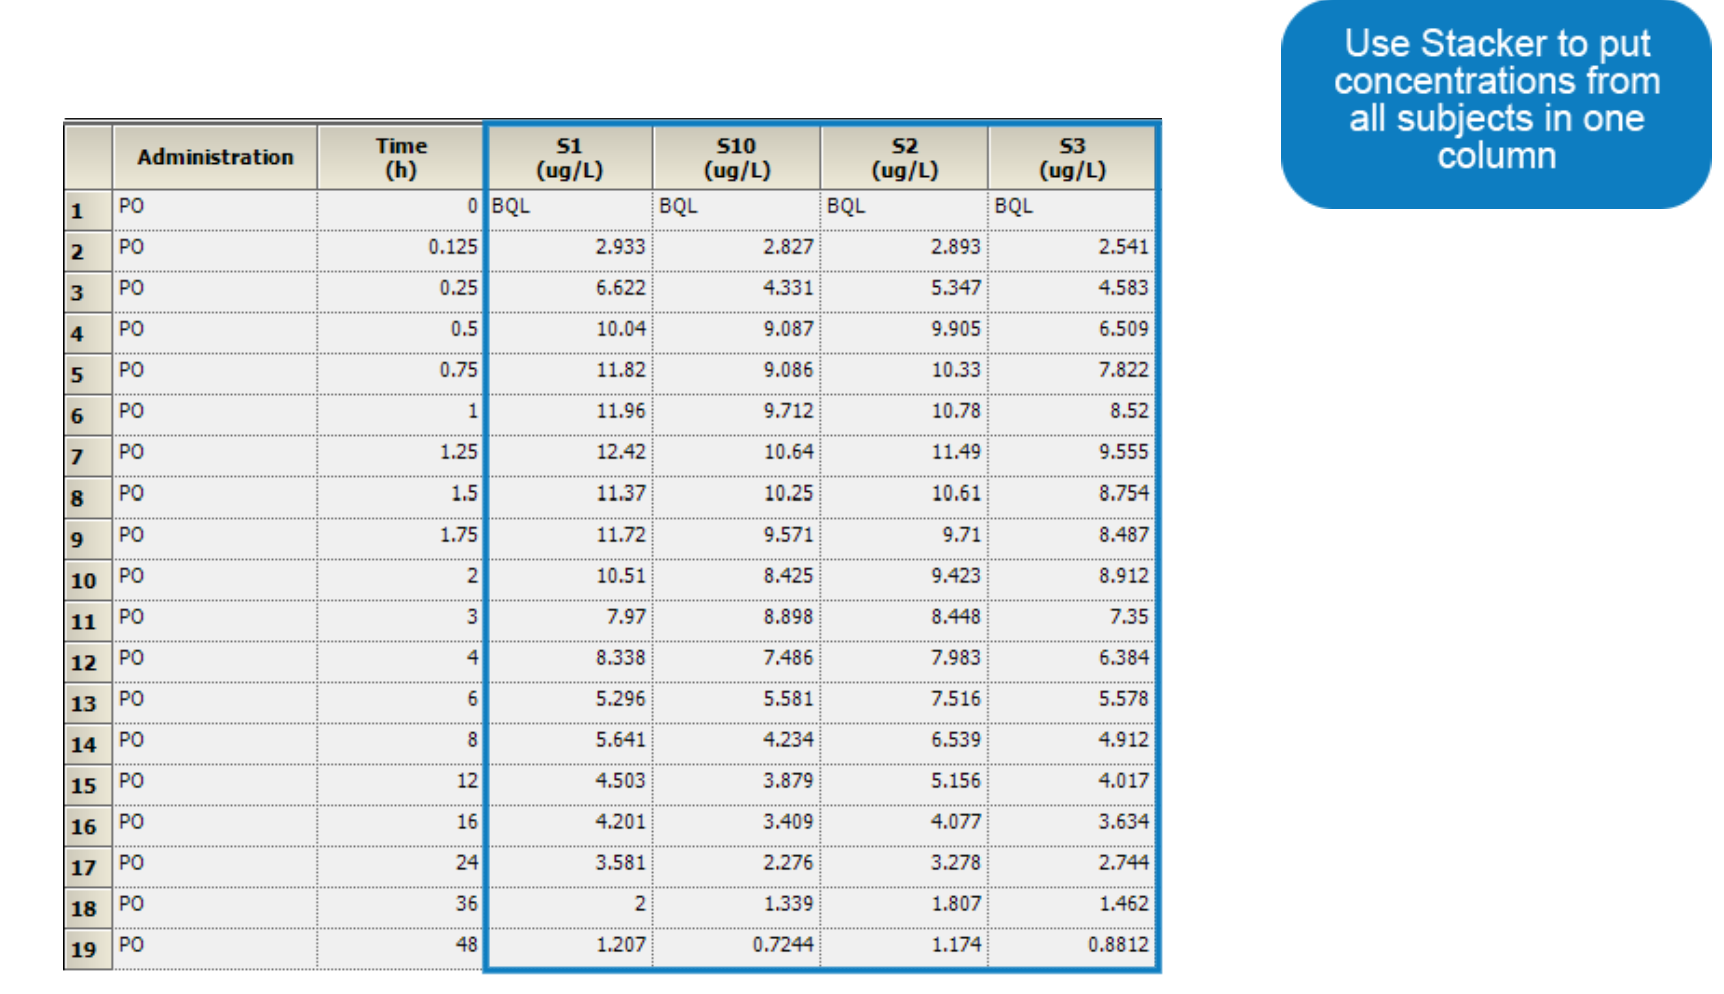 Use Stacker to put
concentrations from
all subjects in one
column
Administration Time (h) S1 (ug/L) S10 (ug/L) S2 (ug/L) S3 (ug/L)
1 PO 0 BQL BQL BQL BQL
2 PO 0.125 2.933 2.827 2.893 2.541
3 PO 0.25 6.622 4.331 5.347 4.583
4 PO 0.5 10.04 9.087 9.905 6.509
5 PO 0.75 11.82 9.086 10.33 7.822
6 PO 1 11.96 9.712 10.78 8.52
7 PO 1.25 12.42 10.64 11.49 9.555
8 PO 1.5 11.37 10.25 10.61 8.754
9 PO 1.75 11.72 9.571 9.71 8.487
10 PO 2 10.51 8.425 9.423 8.912
11 PO 3 7.97 8.898 8.448 7.35
12 PO 4 8.338 7.486 7.983 6.384
13 PO 6 5.296 5.581 7.516 5.578
14 PO 8 5.641 4.234 6.539 4.912
15 PO 12 4.503 3.879 5.156 4.017
16 PO 16 4.201 3.409 4.077 3.634
17 PO 24 3.581 2.276 3.278 2.744
18 PO 36 2 1.339 1.807 1.462
19 PO 48 1.207 0.7244 1.174 0.8812